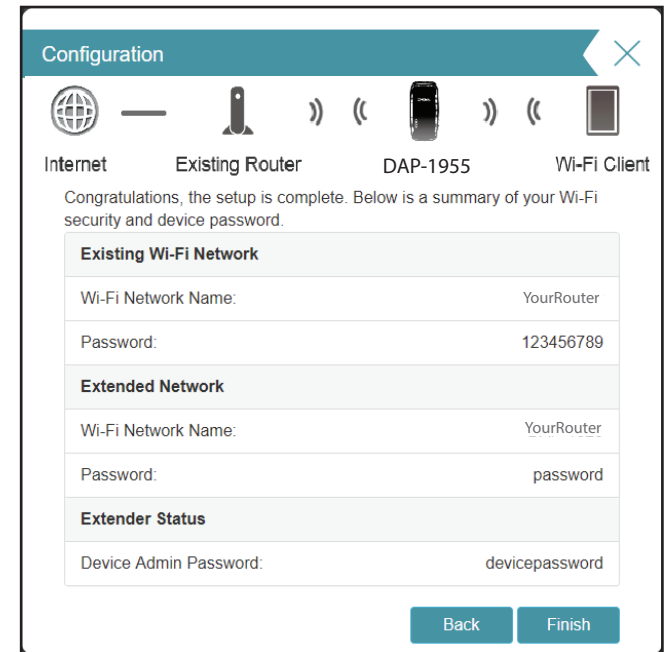 Configuration
Internet Existing Router DAP-1955 Wi-Fi Client
Congratulations, the setup is complete. Below is a summary of your Wi-Fi
security and device password.
Existing Wi-Fi Network
Wi-Fi Network Name: YourRouter
Password: 123456789
Extended Network
Wi-Fi Network Name: YourRouter
Password: password
Extender Status
Device Admin Password: devicepassword
Back Finish